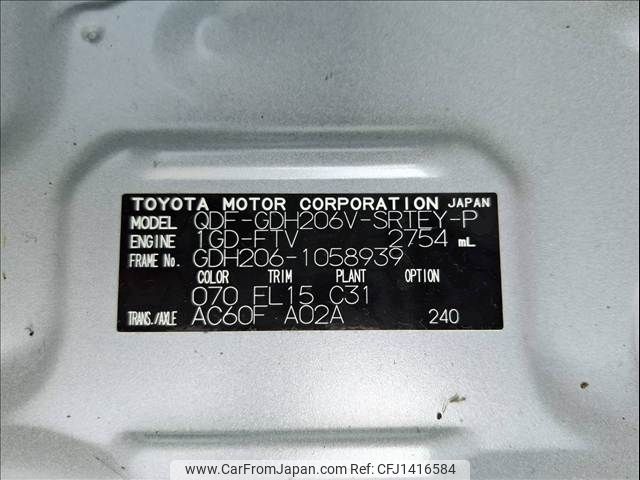 TOYOTA MOTOR CORPORATION JAPAN
MODEL QDF-GDH206V-SRTEY-P
ENGINE 1GD-FTV 2754 mL
FRAME No. GDH206-1058939
COLOR TRIM PLANT OPTION
070 FL15 C31
TRANS./AXLE AC60F A02A 240
www.CarFromJapan.com - Ref No: CFJ1416584